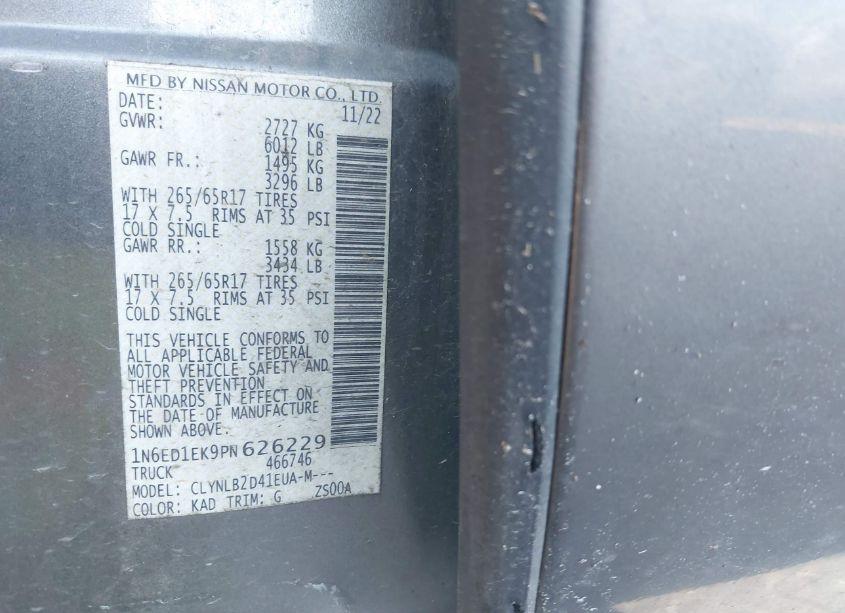 MFD BY NISSAN MOTOR CO., LTD.
DATE: 11/22
GVWR: 2727 KG
6012 LB
GAWR FR.: 1495 KG
3296 LB
WITH 265/65R17 TIRES
17 X 7.5 RIMS AT 35 PSI
COLD SINGLE
GAWR RR.: 1558 KG
3434 LB
WITH 265/65R17 TIRES
17 X 7.5 RIMS AT 35 PSI
COLD SINGLE
THIS VEHICLE CONFORMS TO
ALL APPLICABLE FEDERAL
MOTOR VEHICLE SAFETY AND
THEFT PREVENTION
STANDARDS IN EFFECT ON
THE DATE OF MANUFACTURE
SHOWN ABOVE.
1N6ED1EK9PN626229
TRUCK 466746
MODEL: CLYNLB2D41EUA-M---
COLOR: KAD TRIM: G ZS00A